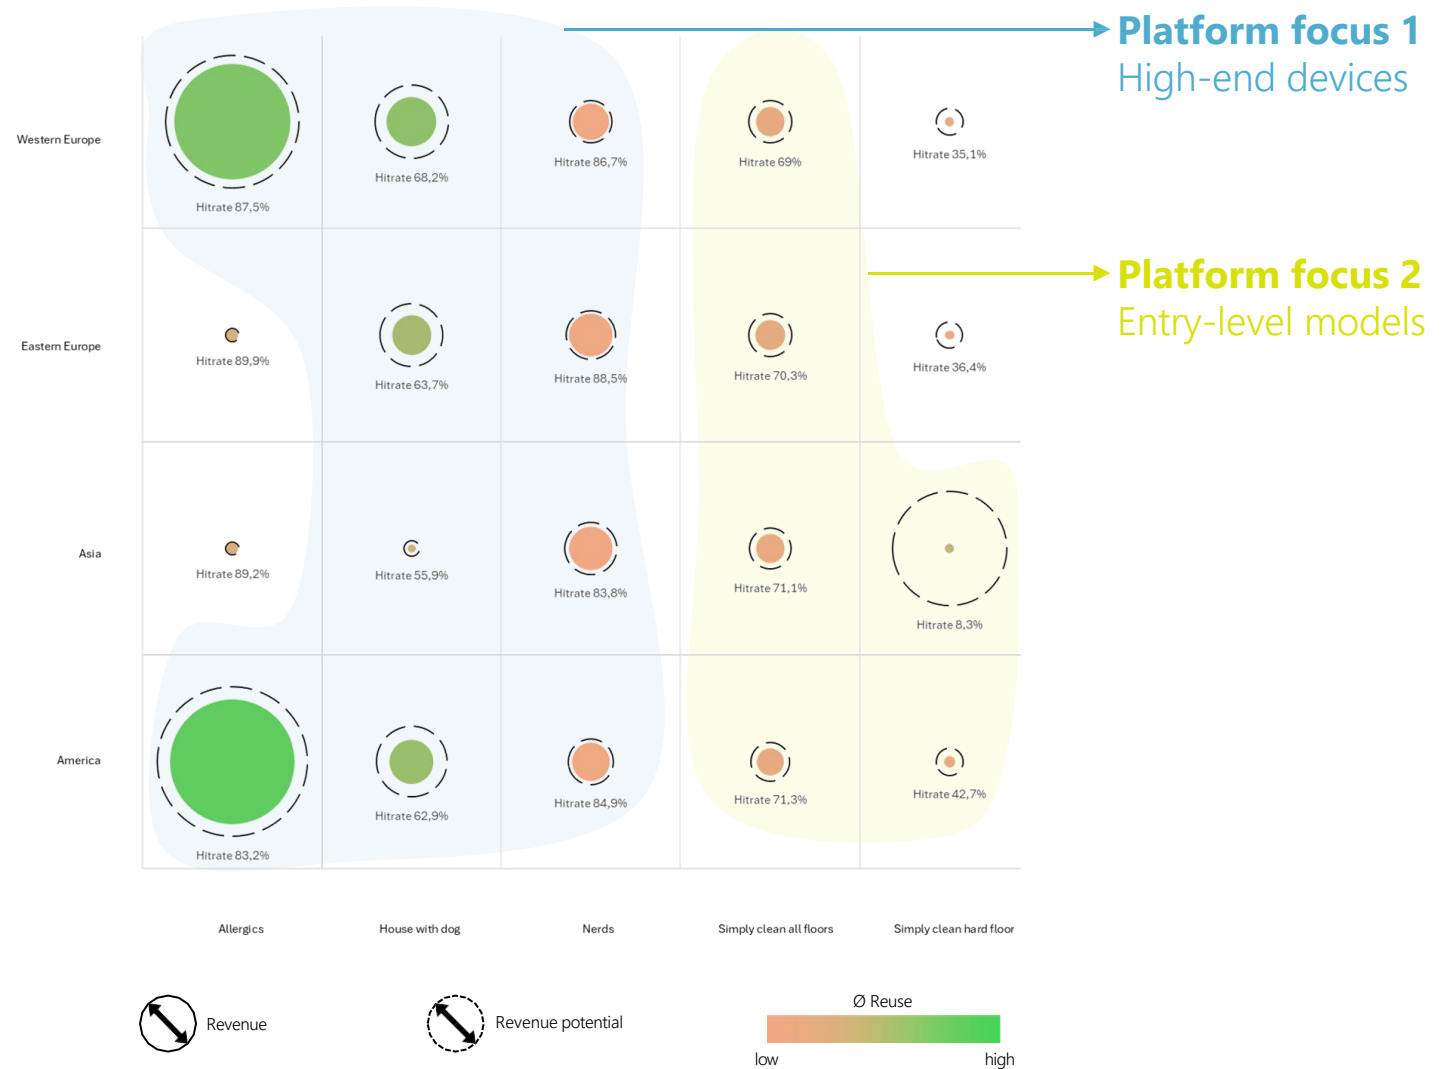 Platform focus 1
High-end devices
Western Europe
Hitrate 87,5%
Hitrate 68,2%
Hitrate 86,7%
Hitrate 69%
Hitrate 35,1%
Platform focus 2
Entry-level models
Eastern Europe
Hitrate 89,9%
Hitrate 63,7%
Hitrate 88,5%
Hitrate 70,3%
Hitrate 36,4%
Asia
Hitrate 89,2%
Hitrate 55,9%
Hitrate 83,8%
Hitrate 71,1%
Hitrate 8,3%
America
Hitrate 83,2%
Hitrate 62,9%
Hitrate 84,9%
Hitrate 71,3%
Hitrate 42,7%
Allergics
House with dog
Nerds
Simply clean all floors
Simply clean hard floor
Revenue
Revenue potential
Ø Reuse
low
high